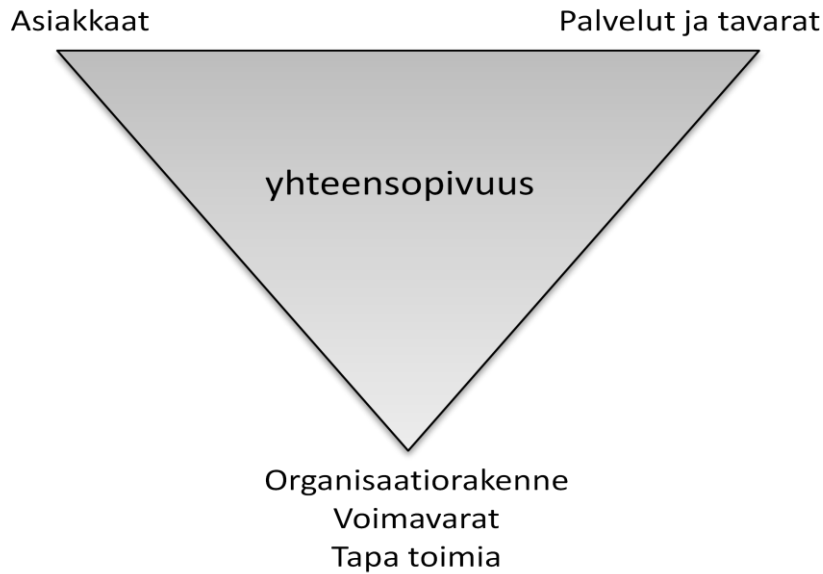 Asiakkaat
Palvelut ja tavarat
yhteensopivuus
Organisaatiorakenne
Voimavarat
Tapa toimia